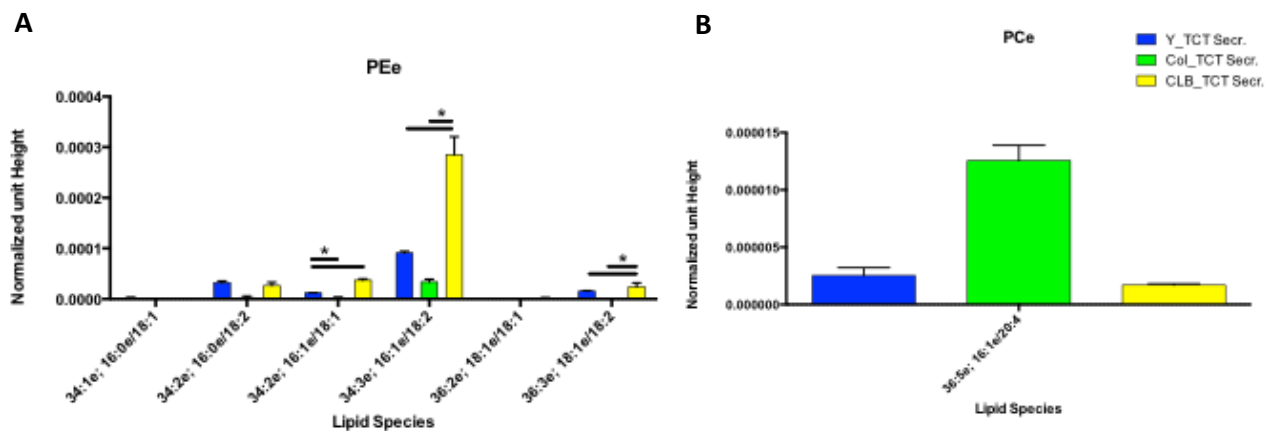 A
PEe
Normalized unit Height
0.0004
0.0003
0.0002
0.0001
0.0000
*
*
*
34:1e; 16:0e/18:1
34:2e; 16:0e/18:2
34:2e; 16:1e/18:1
34:3e; 16:1e/18:2
36:2e; 18:1e/18:1
36:3e; 18:1e/18:2
Lipid Species
B
PCe
Y_TCT Secr.
Col_TCT Secr.
CLB_TCT Secr.
Normalized unit Height
0.000015
0.000010
0.000005
0.000000
36:5e; 16:1e/20:4
Lipid Species